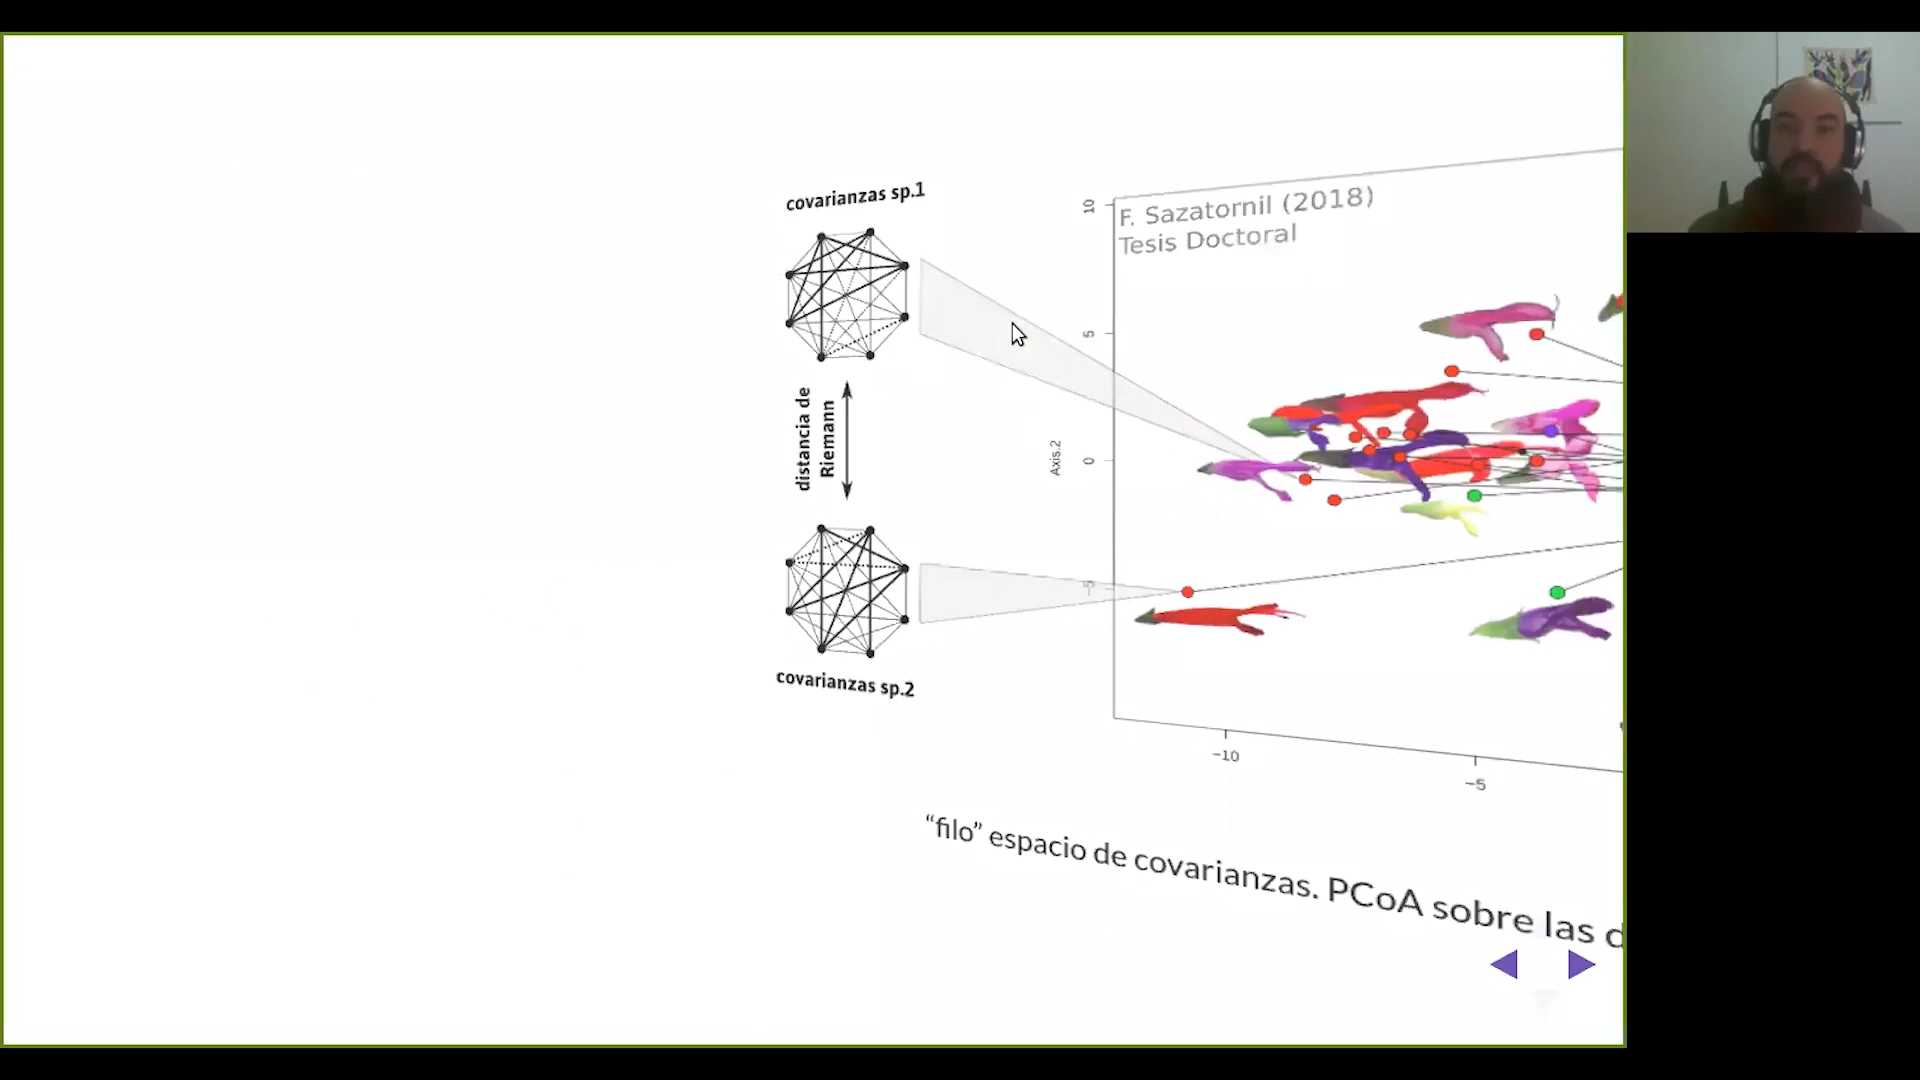 covarianzas sp.1
distancia de
Riemann
covarianzas sp.2
F. Sazatornil (2018)
Tesis Doctoral
10
5
0
-5
Axis.2
-10
-5
“filo” espacio de covarianzas. PCoA sobre las d